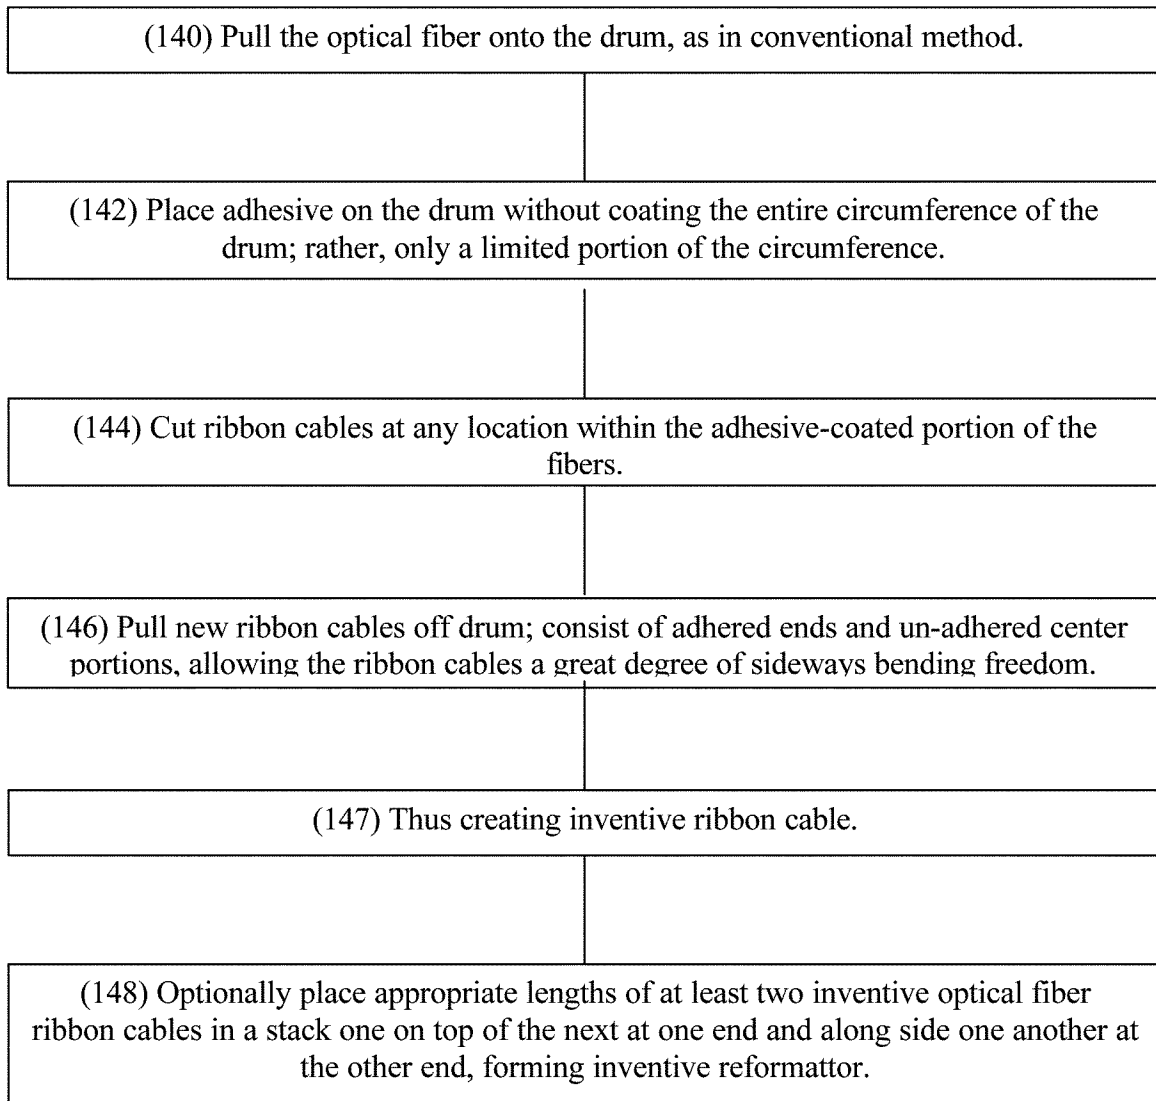 (140) Pull the optical fiber onto the drum, as in conventional method.
(142) Place adhesive on the drum without coating the entire circumference of the
drum; rather, only a limited portion of the circumference.
(144) Cut ribbon cables at any location within the adhesive-coated portion of the
fibers.
(146) Pull new ribbon cables off drum; consist of adhered ends and un-adhered center
portions, allowing the ribbon cables a great degree of sideways bending freedom.
(147) Thus creating inventive ribbon cable.
(148) Optionally place appropriate lengths of at least two inventive optical fiber
ribbon cables in a stack one on top of the next at one end and along side one another at
the other end, forming inventive reformattor.